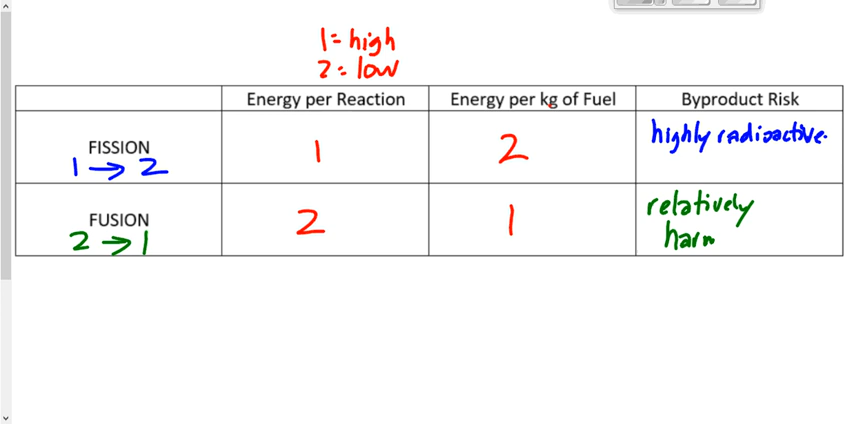 1 = high
2 = low
Energy per Reaction
Energy per kg of Fuel
Byproduct Risk
FISSION
1 → 2
1
2
highly radioactive.
FUSION
2 → 1
2
1
relatively
harm